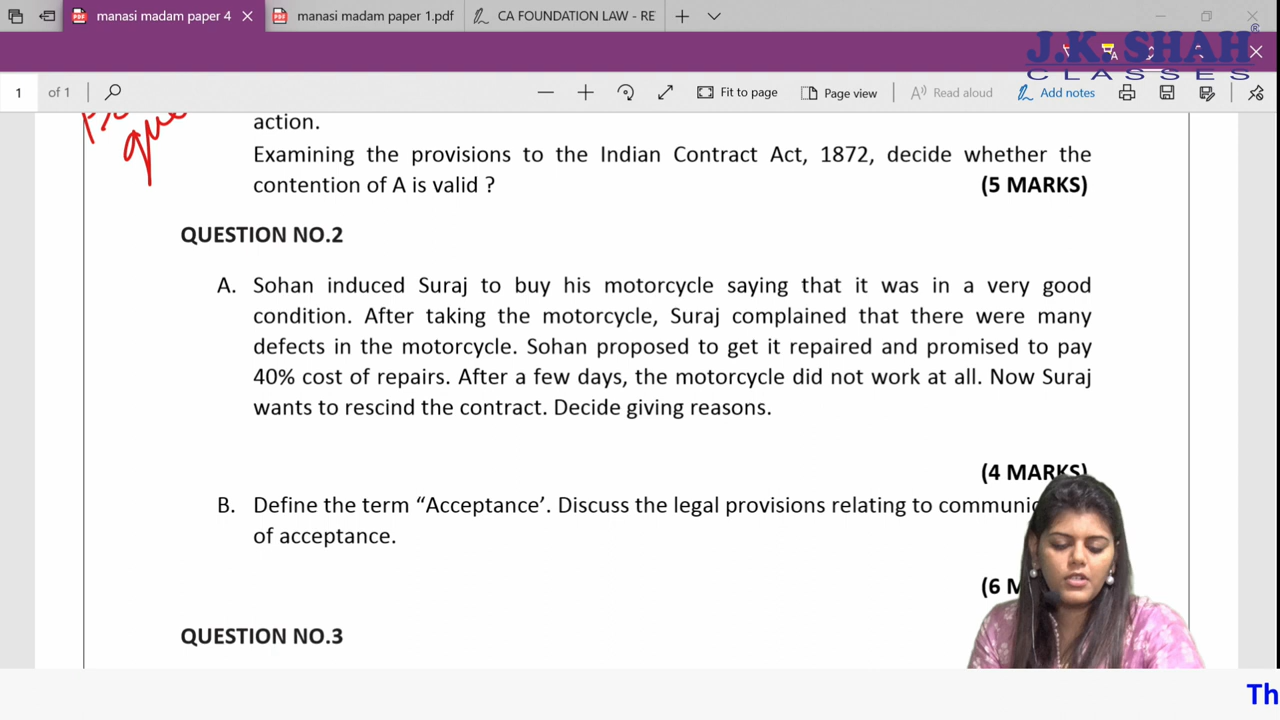 manasi madam paper 4
manasi madam paper 1.pdf
CA FOUNDATION LAW - RE
J.K. SHAH ®
CLASSES
1 of 1
Fit to page
Page view
Read aloud
Add notes
que
action.
Examining the provisions to the Indian Contract Act, 1872, decide whether the
contention of A is valid ?
(5 MARKS)
QUESTION NO.2
A. Sohan induced Suraj to buy his motorcycle saying that it was in a very good
condition. After taking the motorcycle, Suraj complained that there were many
defects in the motorcycle. Sohan proposed to get it repaired and promised to pay
40% cost of repairs. After a few days, the motorcycle did not work at all. Now Suraj
wants to rescind the contract. Decide giving reasons.
(4 MARKS)
B. Define the term “Acceptance’. Discuss the legal provisions relating to communi
of acceptance.
(6 M
QUESTION NO.3
Th